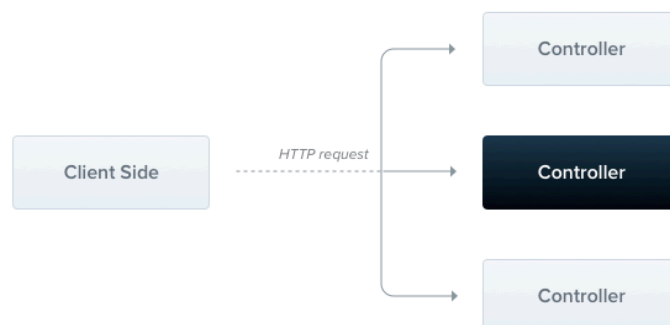 Controller
HTTP request
Client Side
Controller
Controller